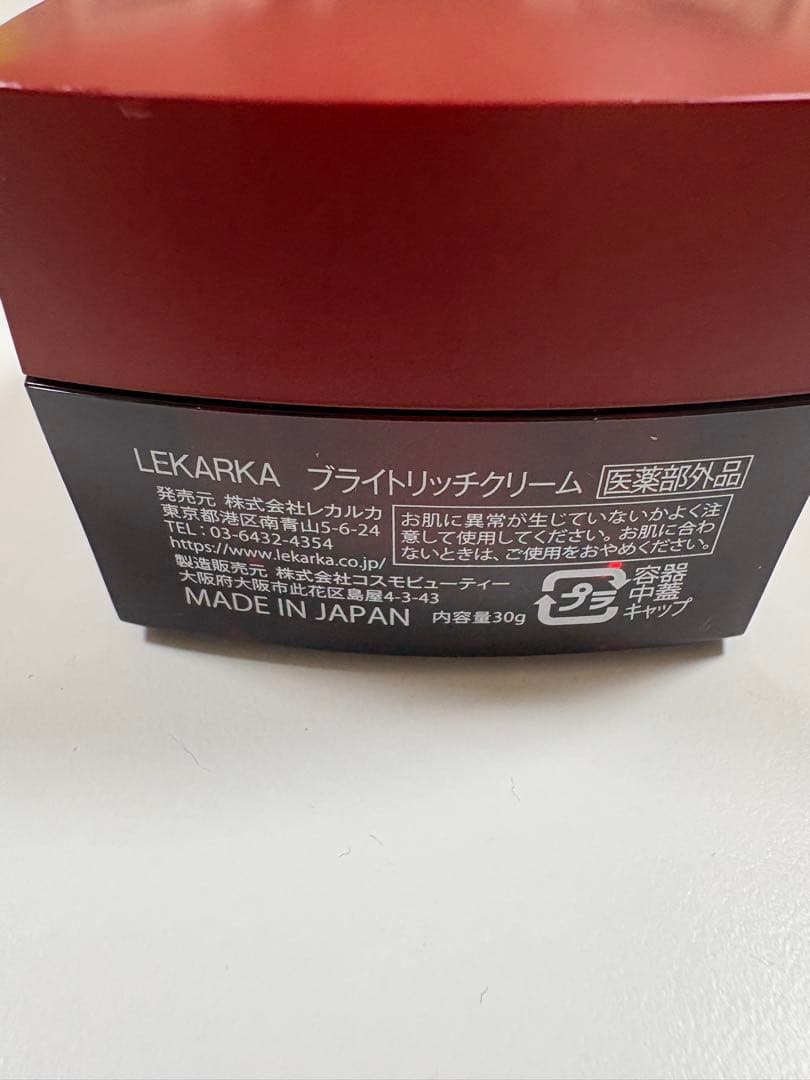 LEKARKA ブライトリッチクリーム 医薬部外品
発売元 株式会社レカルカ
東京都港区南青山5-6-24
TEL:03-6432-4354
https://www.lekarka.co.jp/
製造販売元 株式会社コスモビューティー
大阪府大阪市此花区島屋4-3-43
MADE IN JAPAN 内容量30g
お肌に異常が生じていないかよく注
意して使用してください。お肌に合わ
ないときは、ご使用をおやめください。
プラ
容器
中蓋
キャップ